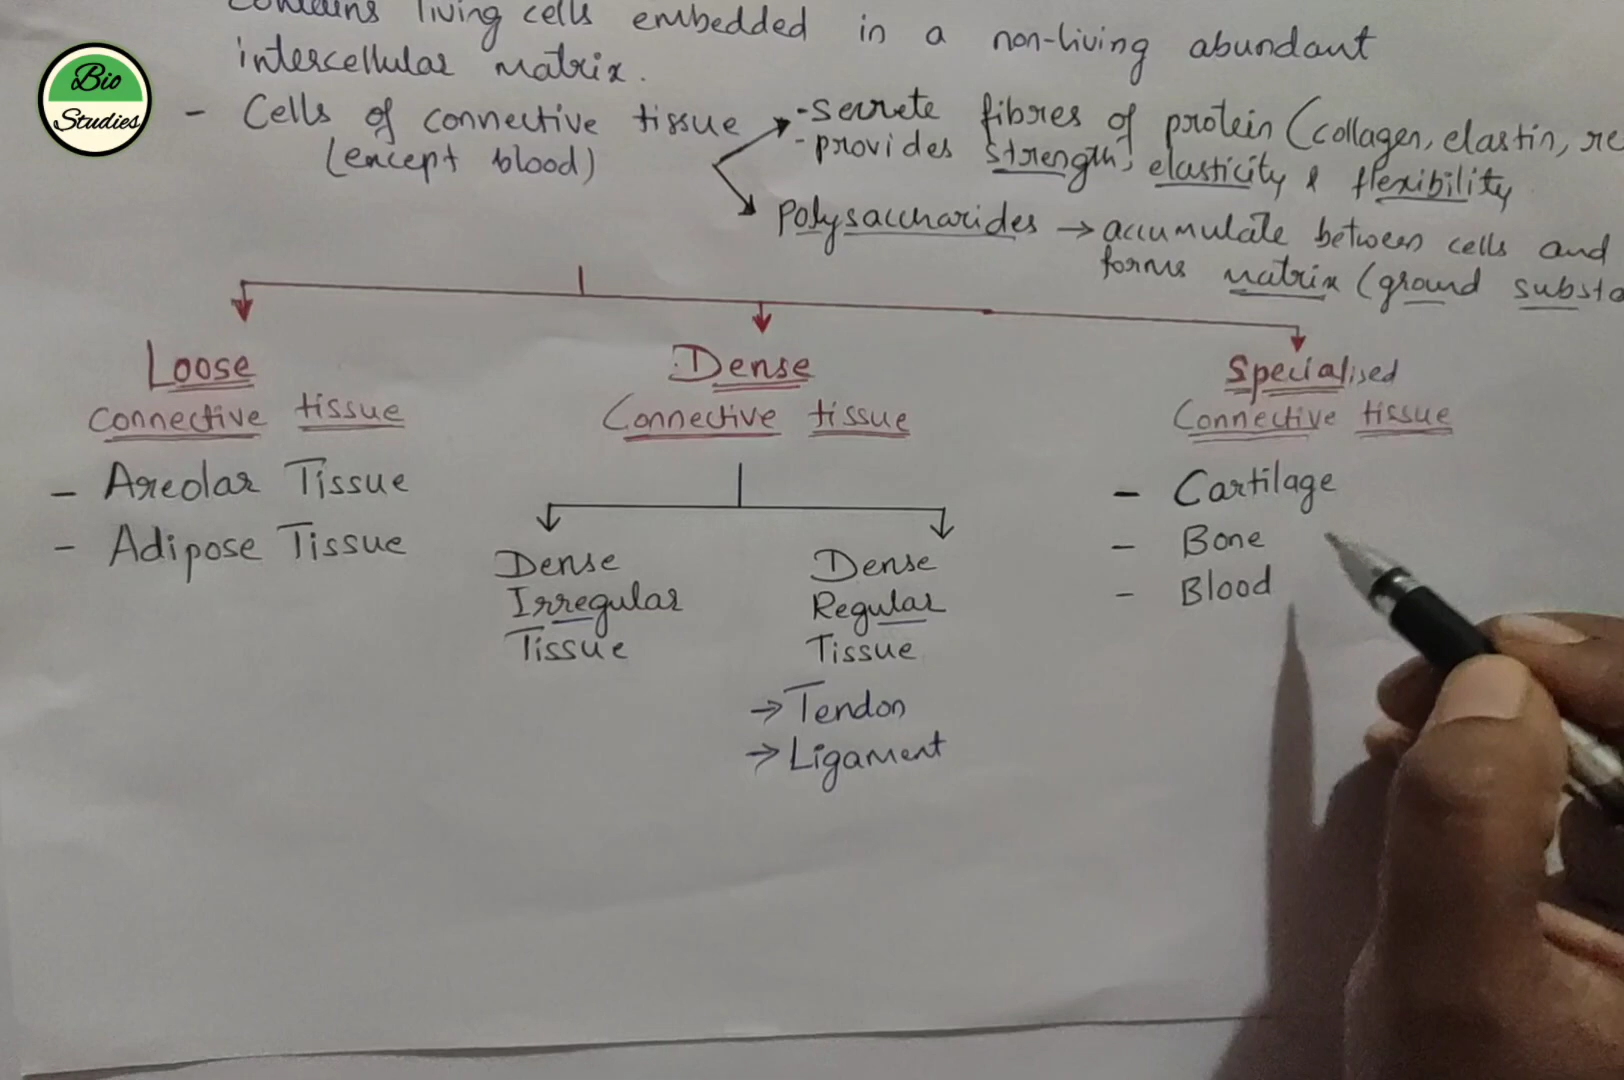 contains living cells embedded in a non-living abundant
intercellular matrix.
Bio
Studies
- Cells of connective tissue
(except blood)
-secrete fibres of protein (collagen, elastin, re
-provides strength, elasticity & flexibility
Polysaccharides → accumulate between cells and
forms matrix (ground substa
Loose
connective tissue
- Areolar Tissue
- Adipose Tissue
Dense
Connective tissue
Dense
Irregular
Tissue
Dense
Regular
Tissue
→ Tendon
→ Ligament
Specialised
Connective tissue
- Cartilage
- Bone
- Blood